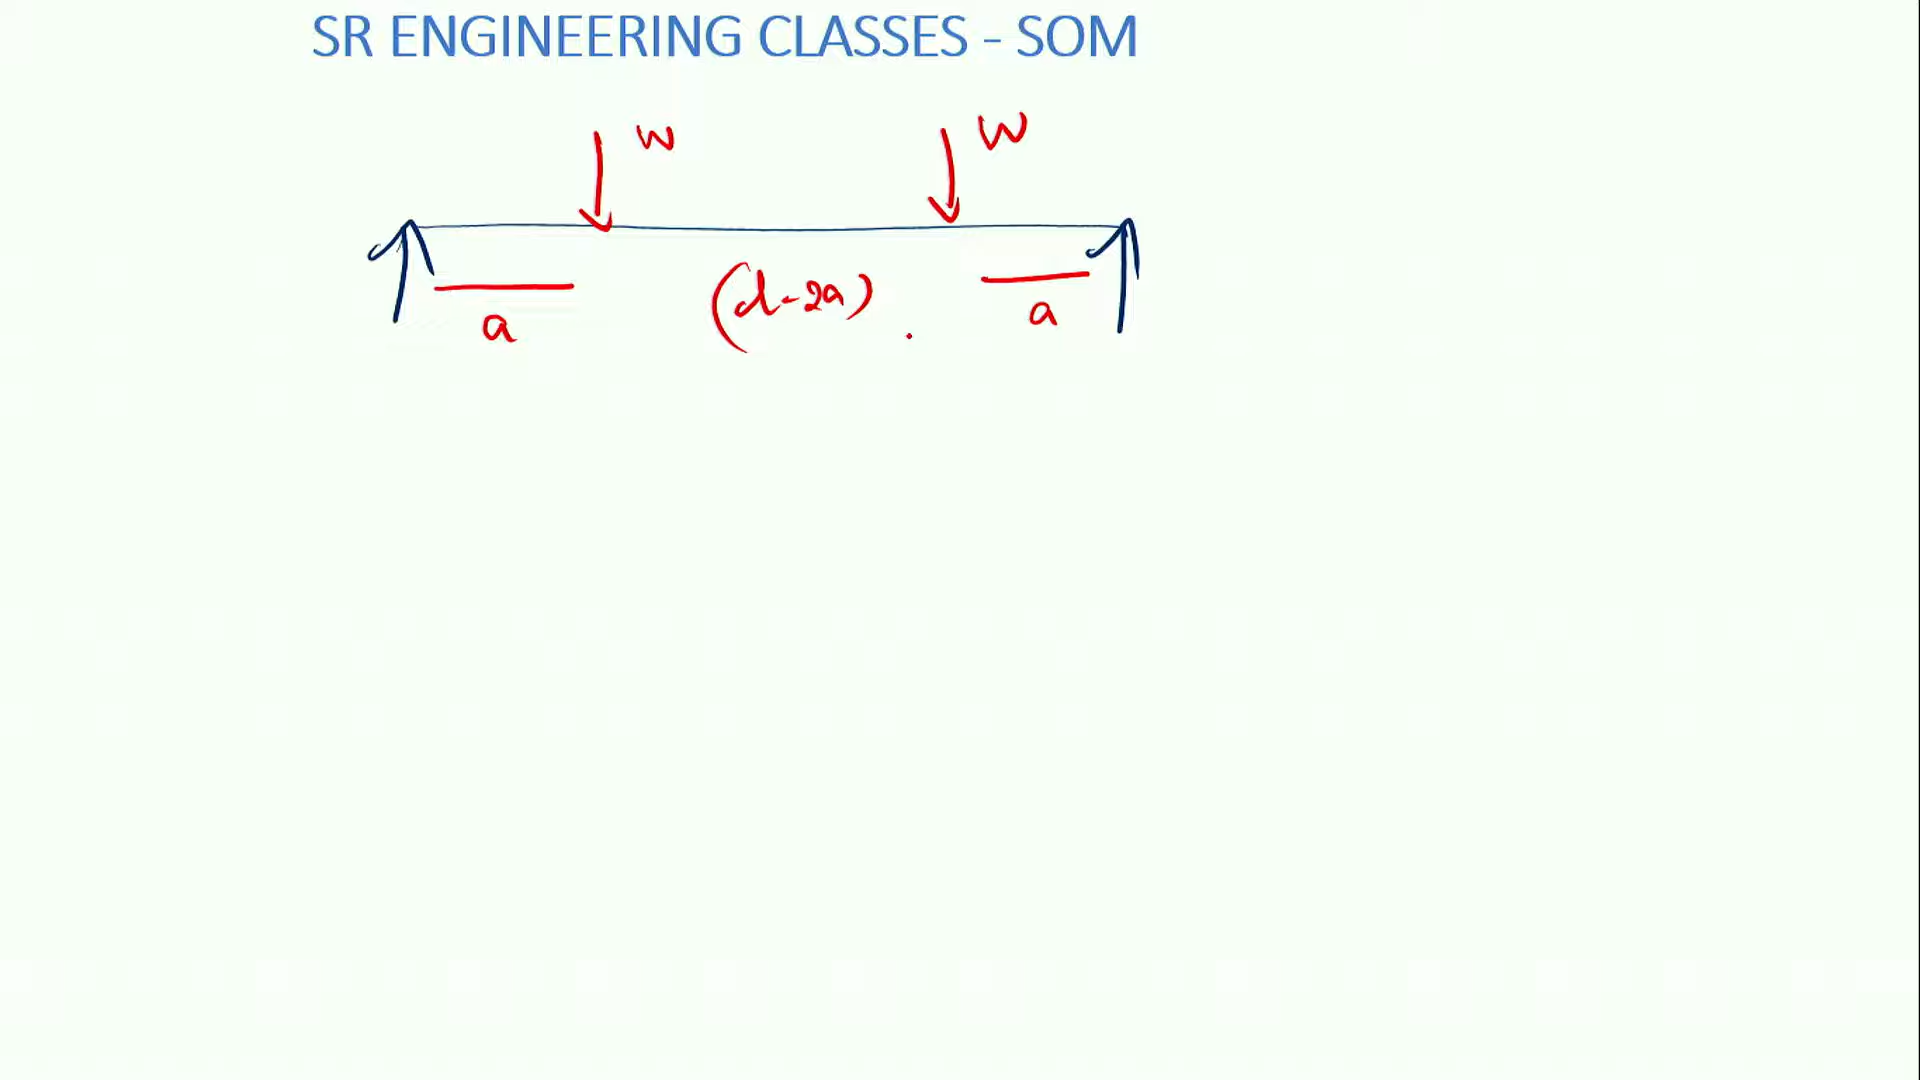 SR ENGINEERING CLASSES - SOM
W W
a (l-2a) a